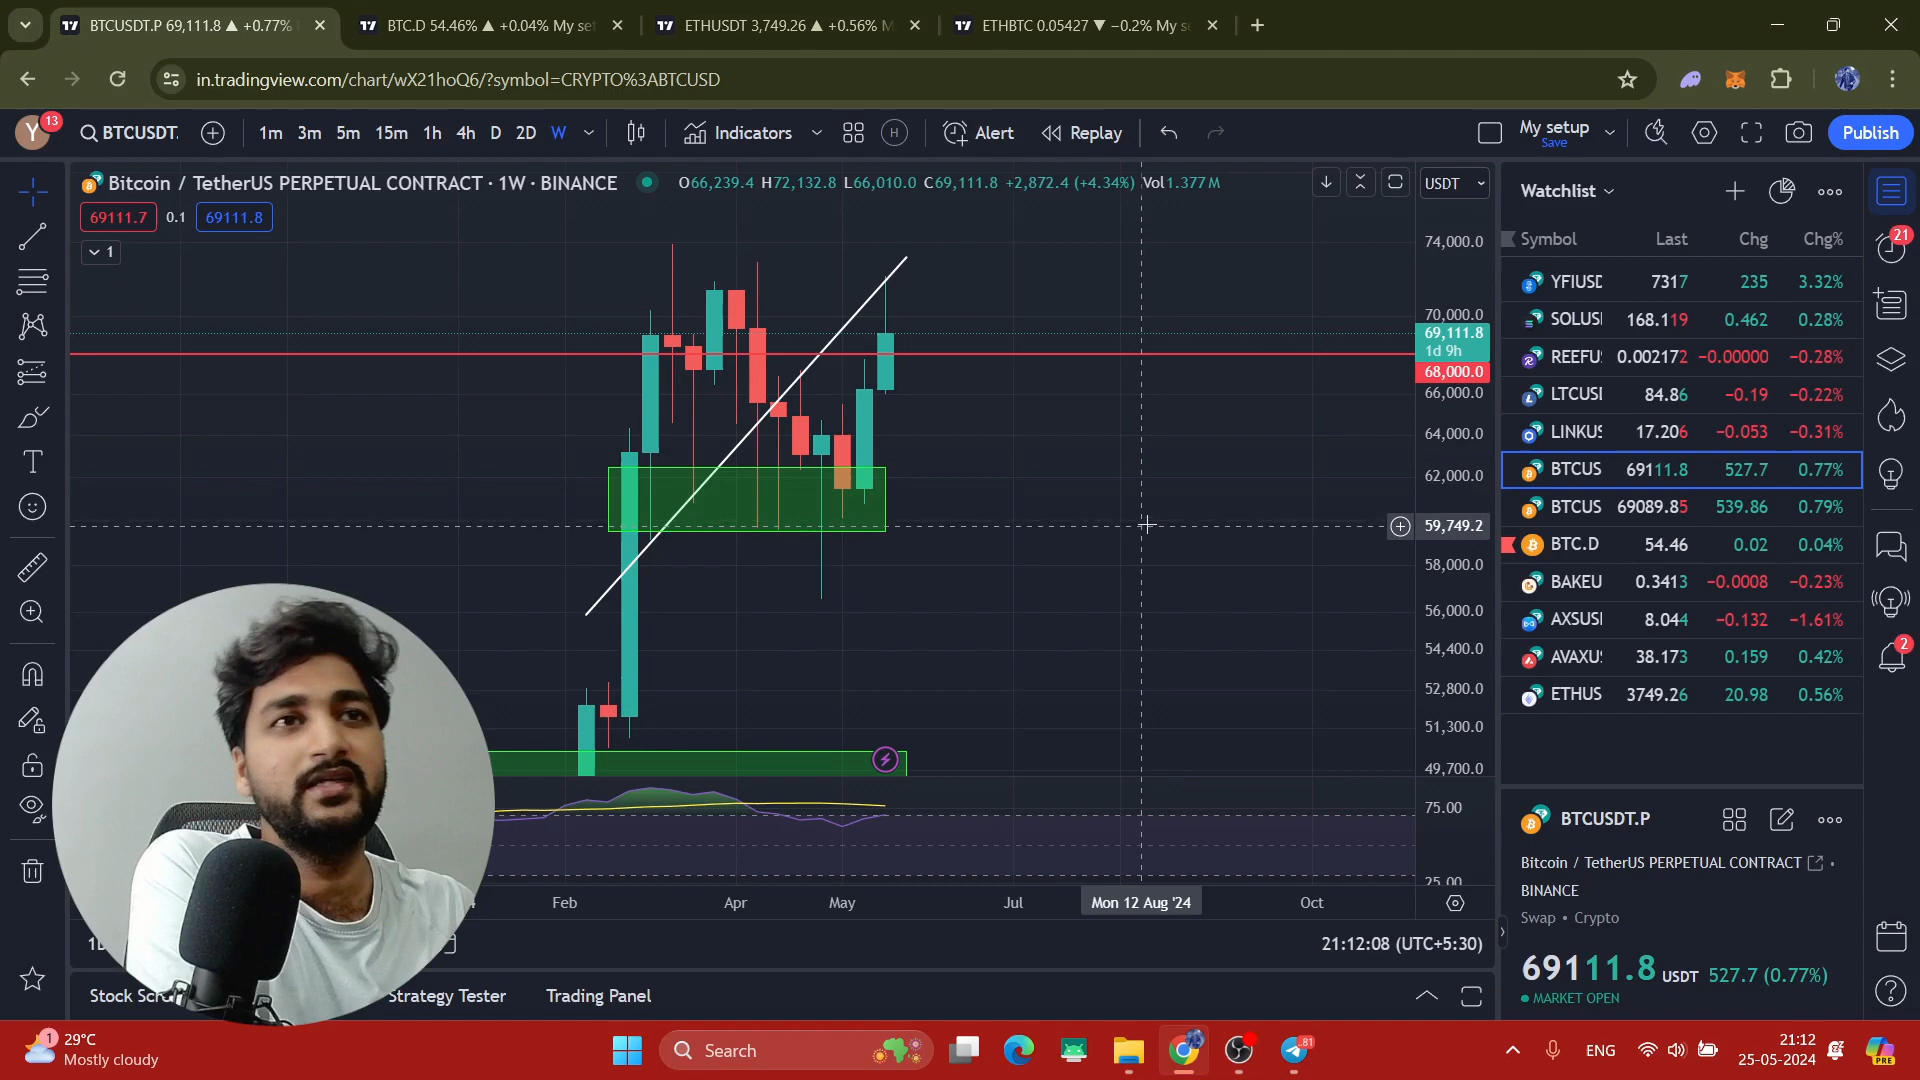 BTCUSDT.P 69,111.8 ▲ +0.77%
BTC.D 54.46% ▲ +0.04% My set
ETHUSDT 3,749.26 ▲ +0.56% M
ETHBTC 0.05427 ▼ −0.2% My s
in.tradingview.com/chart/wX21hoQ6/?symbol=CRYPTO%3ABTCUSD
Y
13
BTCUSDT.
1m 3m 5m 15m 1h 4h D 2D W
Indicators
H
Alert
Replay
My setup
Save
Publish
Bitcoin / TetherUS PERPETUAL CONTRACT · 1W · BINANCE
O66,239.4 H72,132.8 L66,010.0 C69,111.8 +2,872.4 (+4.34%) Vol1.377 M
USDT
69111.7 0.1 69111.8
1
74,000.0
70,000.0
69,111.8
1d 9h
68,000.0
66,000.0
64,000.0
62,000.0
59,749.2
58,000.0
56,000.0
54,400.0
52,800.0
51,300.0
49,700.0
75.00
25.00
Feb Apr May Jul Mon 12 Aug '24 Oct
21:12:08 (UTC+5:30)
Strategy Tester
Trading Panel
Watchlist
Symbol Last Chg Chg%
YFIUSD 7317 235 3.32%
SOLUSI 168.119 0.462 0.28%
REEFU 0.002172 −0.00000 −0.28%
LTCUSI 84.86 −0.19 −0.22%
LINKUS 17.206 −0.053 −0.31%
BTCUS 69111.8 527.7 0.77%
BTCUS 69089.85 539.86 0.79%
BTC.D 54.46 0.02 0.04%
BAKEU 0.3413 −0.0008 −0.23%
AXSUSI 8.044 −0.132 −1.61%
AVAXU 38.173 0.159 0.42%
ETHUS 3749.26 20.98 0.56%
21
2
BTCUSDT.P
Bitcoin / TetherUS PERPETUAL CONTRACT
BINANCE
Swap • Crypto
69111.8 USDT 527.7 (0.77%)
MARKET OPEN
Stock Scr
1
29°C
Mostly cloudy
Search
81
ENG
21:12
25-05-2024
PRE